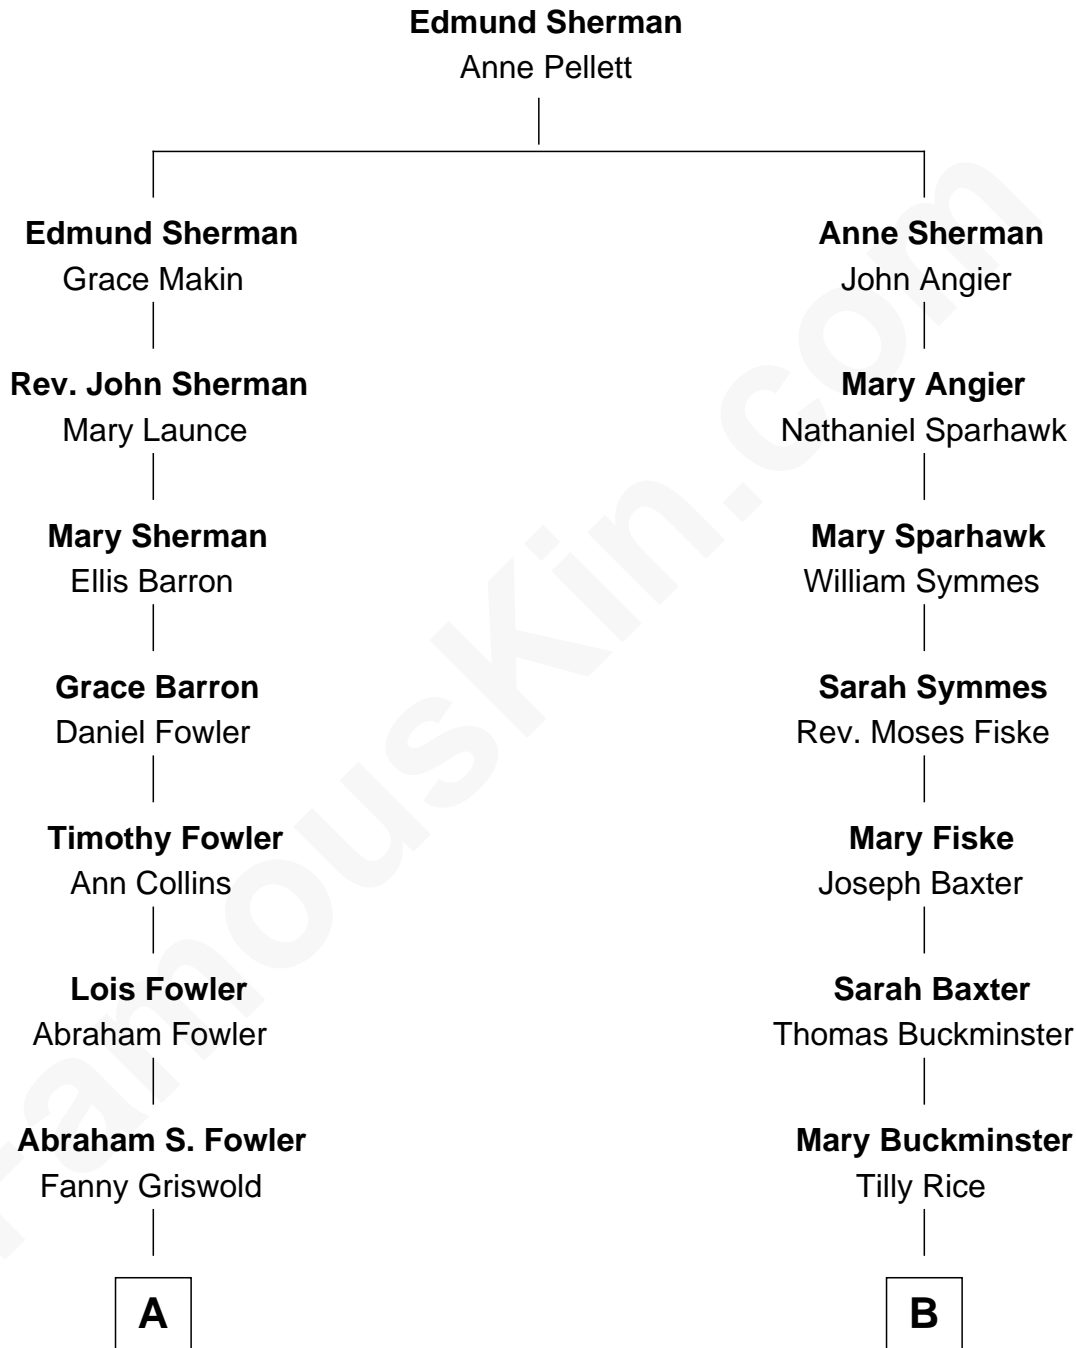 Edmund Sherman
Anne Pellett
Edmund Sherman
Grace Makin
Anne Sherman
John Angier
Rev. John Sherman
Mary Launce
Mary Angier
Nathaniel Sparhawk
Mary Sherman
Ellis Barron
Mary Sparhawk
William Symmes
Grace Barron
Daniel Fowler
Sarah Symmes
Rev. Moses Fiske
Timothy Fowler
Ann Collins
Mary Fiske
Joseph Baxter
Lois Fowler
Abraham Fowler
Sarah Baxter
Thomas Buckminster
Abraham S. Fowler
Fanny Griswold
Mary Buckminster
Tilly Rice
A
B
FamousKin.com